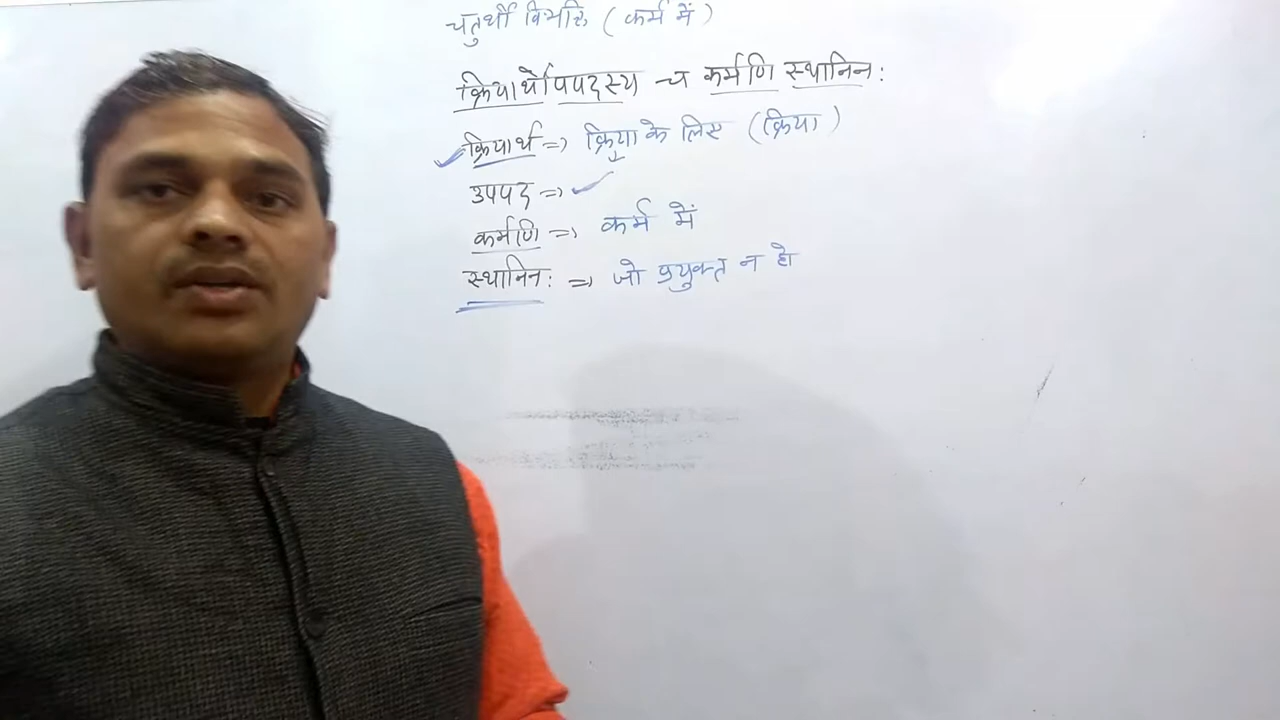 चतुर्थी विभक्ति ( कर्म में )
क्रियार्थोपपदस्य च कर्मणि स्थानिनः
क्रियार्थ => क्रिया के लिए ( क्रिया )
उपपद =>
कर्मणि => कर्म में
स्थानिनः => जो प्रयुक्त न हो